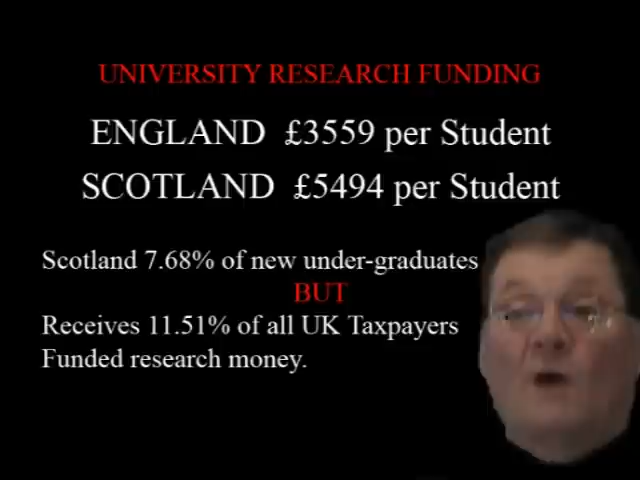 UNIVERSITY RESEARCH FUNDING
ENGLAND £3559 per Student
SCOTLAND £5494 per Student
Scotland 7.68% of new under-graduates
BUT
Receives 11.51% of all UK Taxpayers
Funded research money.